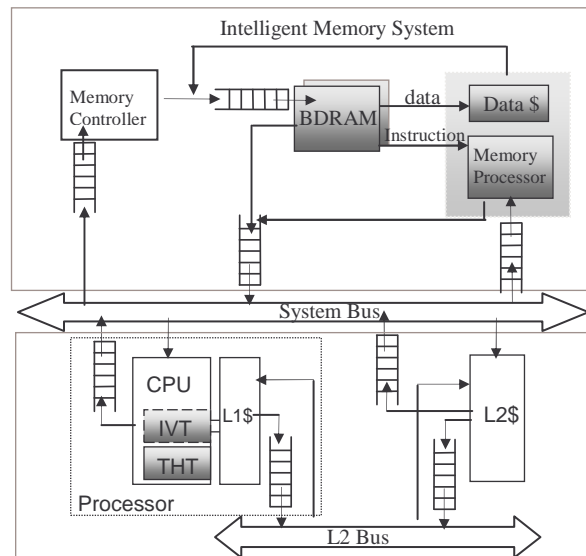 Intelligent Memory System
Memory
Controller
BDRAM
data
Data $
Instruction
Memory
Processor
System Bus
CPU
IVT
THT
L1$
L2$
Processor
L2 Bus